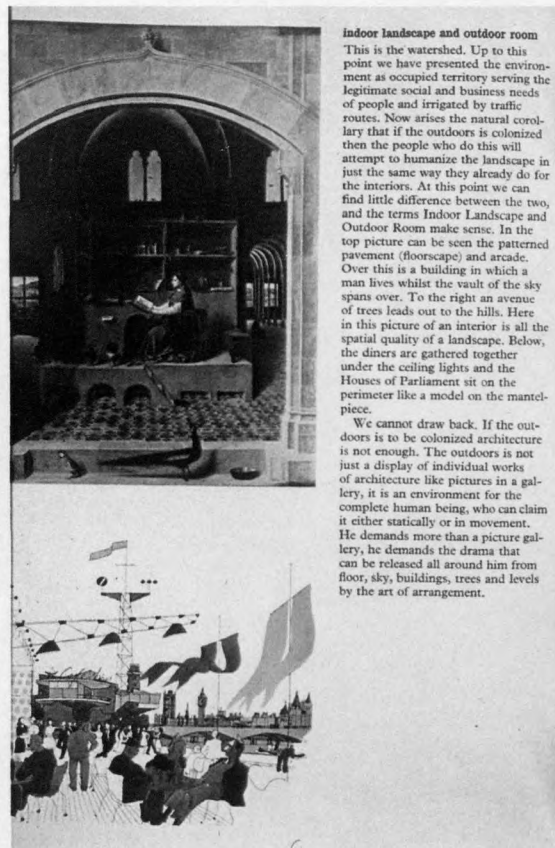 indoor landscape and outdoor room
This is the watershed. Up to this
point we have presented the environ-
ment as occupied territory serving the
legitimate social and business needs
of people and irrigated by traffic
routes. Now arises the natural corol-
lary that if the outdoors is colonized
then the people who do this will
attempt to humanize the landscape in
just the same way they already do for
the interiors. At this point we can
find little difference between the two,
and the terms Indoor Landscape and
Outdoor Room make sense. In the
top picture can be seen the patterned
pavement (floorscape) and arcade.
Over this is a building in which a
man lives whilst the vault of the sky
spans over. To the right an avenue
of trees leads out to the hills. Here
in this picture of an interior is all the
spatial quality of a landscape. Below,
the diners are gathered together
under the ceiling lights and the
Houses of Parliament sit on the
perimeter like a model on the mantel-
piece.
We cannot draw back. If the out-
doors is to be colonized architecture
is not enough. The outdoors is not
just a display of individual works
of architecture like pictures in a gal-
lery, it is an environment for the
complete human being, who can claim
it either statically or in movement.
He demands more than a picture gal-
lery, he demands the drama that
can be released all around him from
floor, sky, buildings, trees and levels
by the art of arrangement.